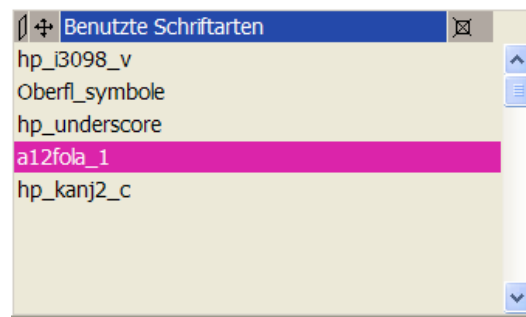 Benutzte Schriftarten
hp_i3098_v
Oberfl_symbole
hp_underscore
a12fola_1
hp_kanj2_c